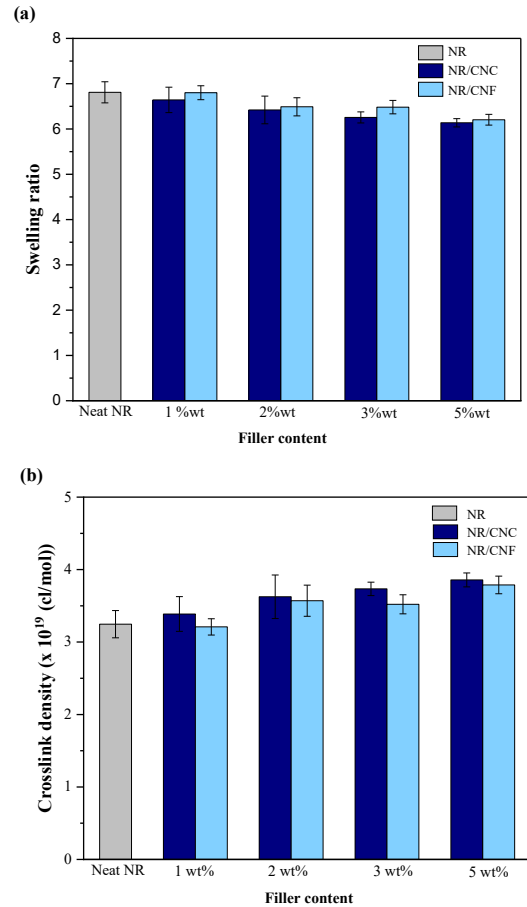 (a)
8
7
6
5
4
3
2
1
0
Swelling ratio
NR
NR/CNC
NR/CNF
Neat NR 1 %wt 2%wt 3%wt 5%wt
Filler content
(b)
5
4
3
2
1
0
Crosslink density (x 10¹⁹ (cl/mol))
NR
NR/CNC
NR/CNF
Neat NR 1 wt% 2 wt% 3 wt% 5 wt%
Filler content